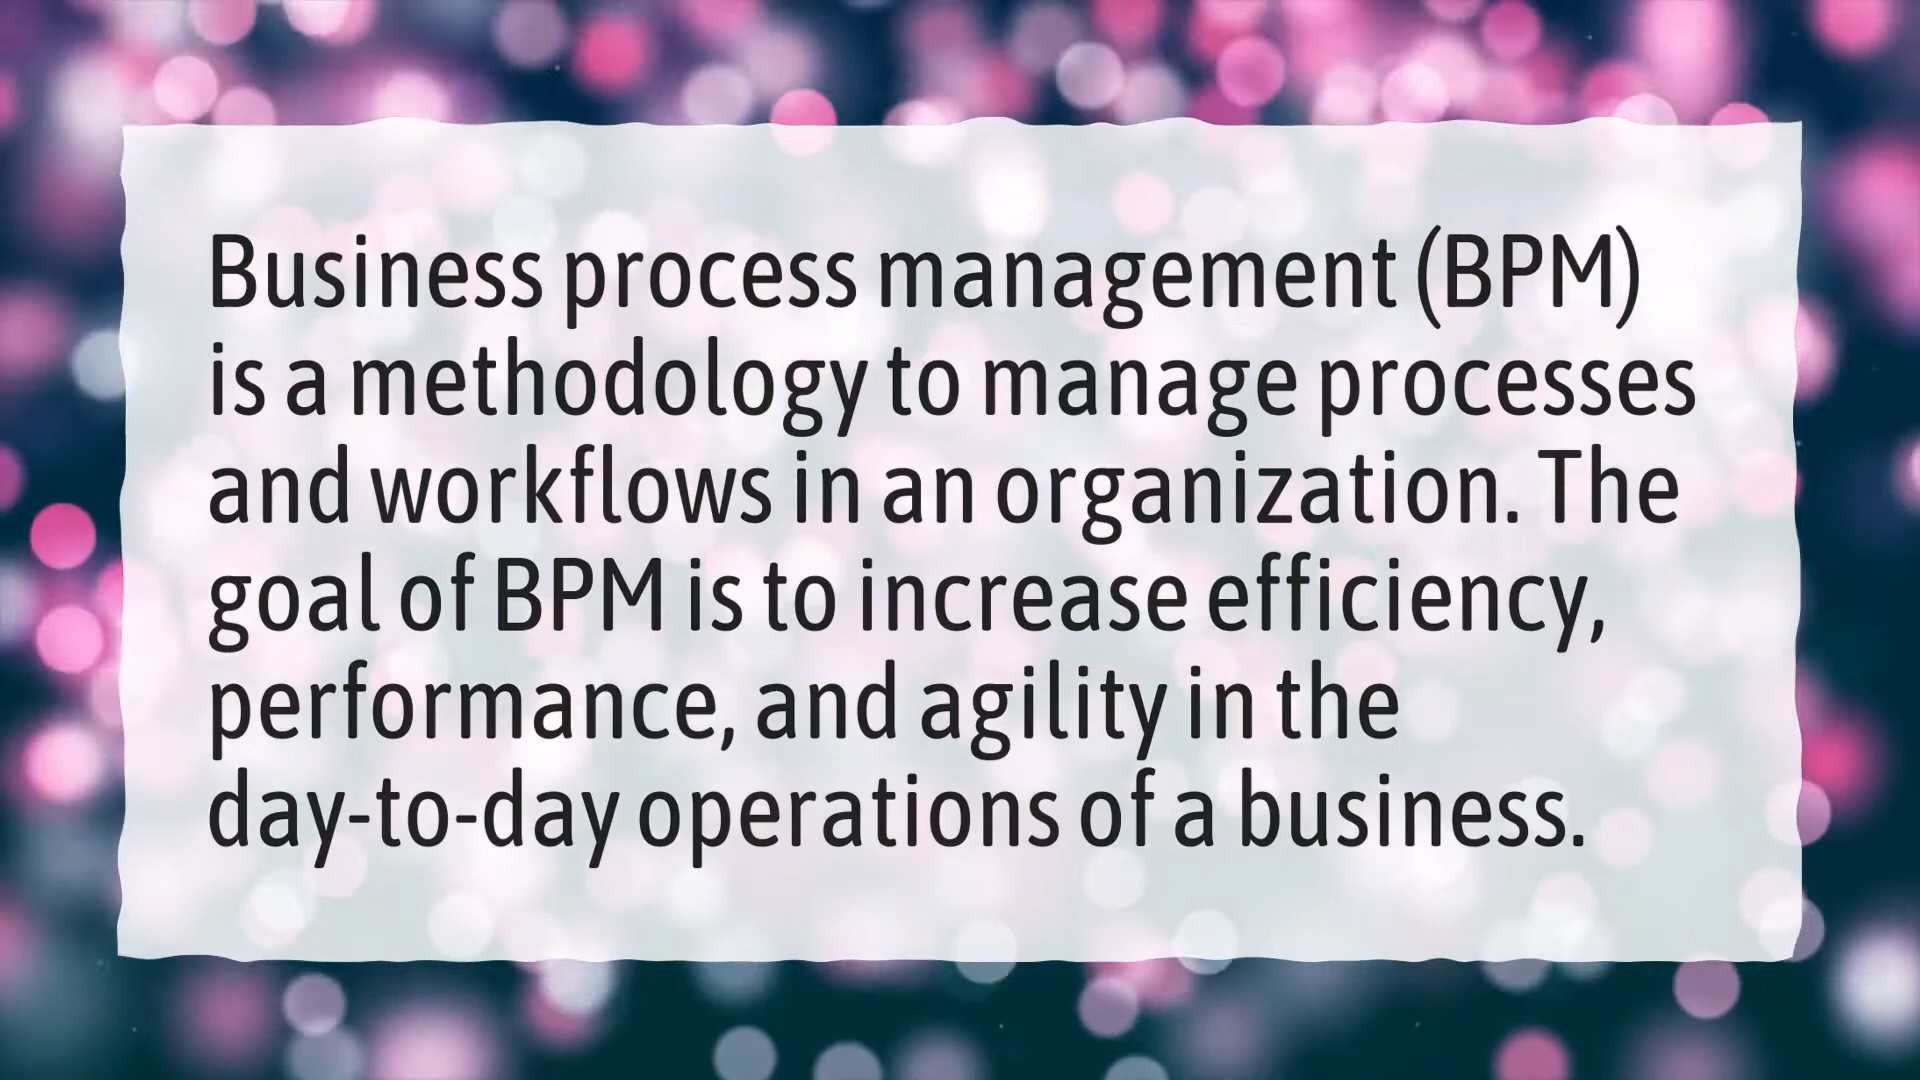 Business process management (BPM)
is a methodology to manage processes
and workflows in an organization. The
goal of BPM is to increase efficiency,
performance, and agility in the
day-to-day operations of a business.